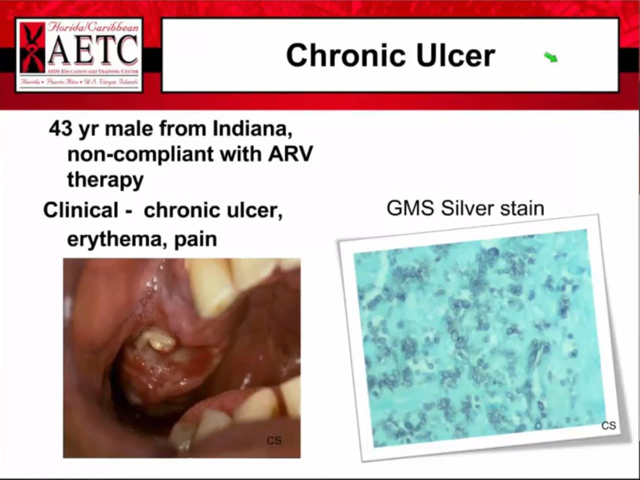 Florida/Caribbean
AETC
AIDS EDUCATION AND TRAINING CENTER
Florida • Puerto Rico • U.S. Virgin Islands
Chronic Ulcer
43 yr male from Indiana,
non-compliant with ARV
therapy
Clinical - chronic ulcer,
erythema, pain
GMS Silver stain
CS
CS